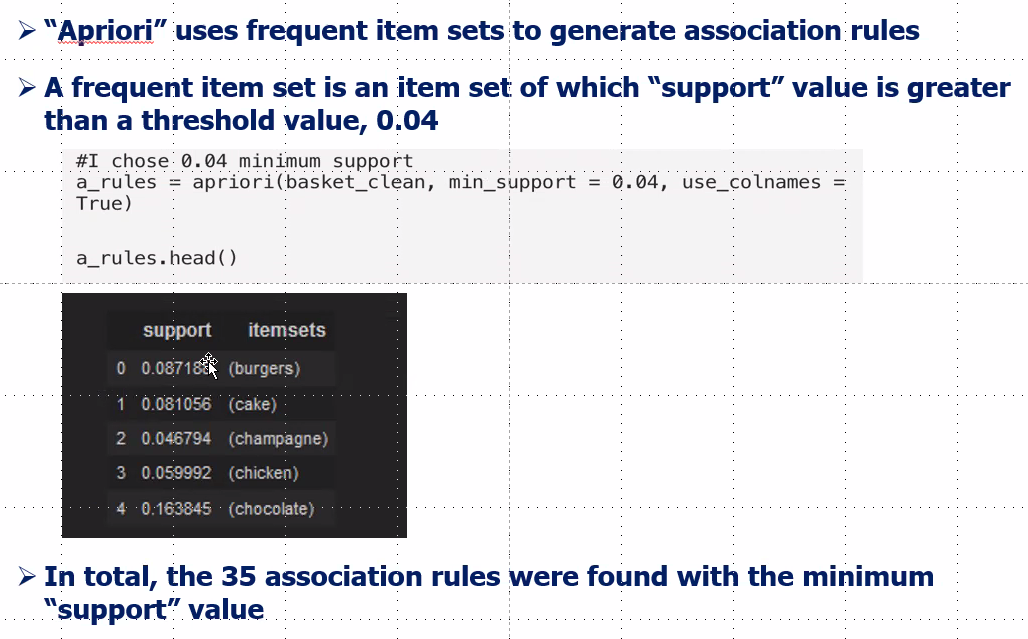 ➢ “Apriori” uses frequent item sets to generate association rules
➢ A frequent item set is an item set of which “support” value is greater
than a threshold value, 0.04
#I chose 0.04 minimum support
a_rules = apriori(basket_clean, min_support = 0.04, use_colnames =
True)
a_rules.head()
support itemsets
0 (burgers)
1 0.081056 (cake)
2 0.046794 (champagne)
3 0.059992 (chicken)
4 0.163845 (chocolate)
➢ In total, the 35 association rules were found with the minimum
“support” value